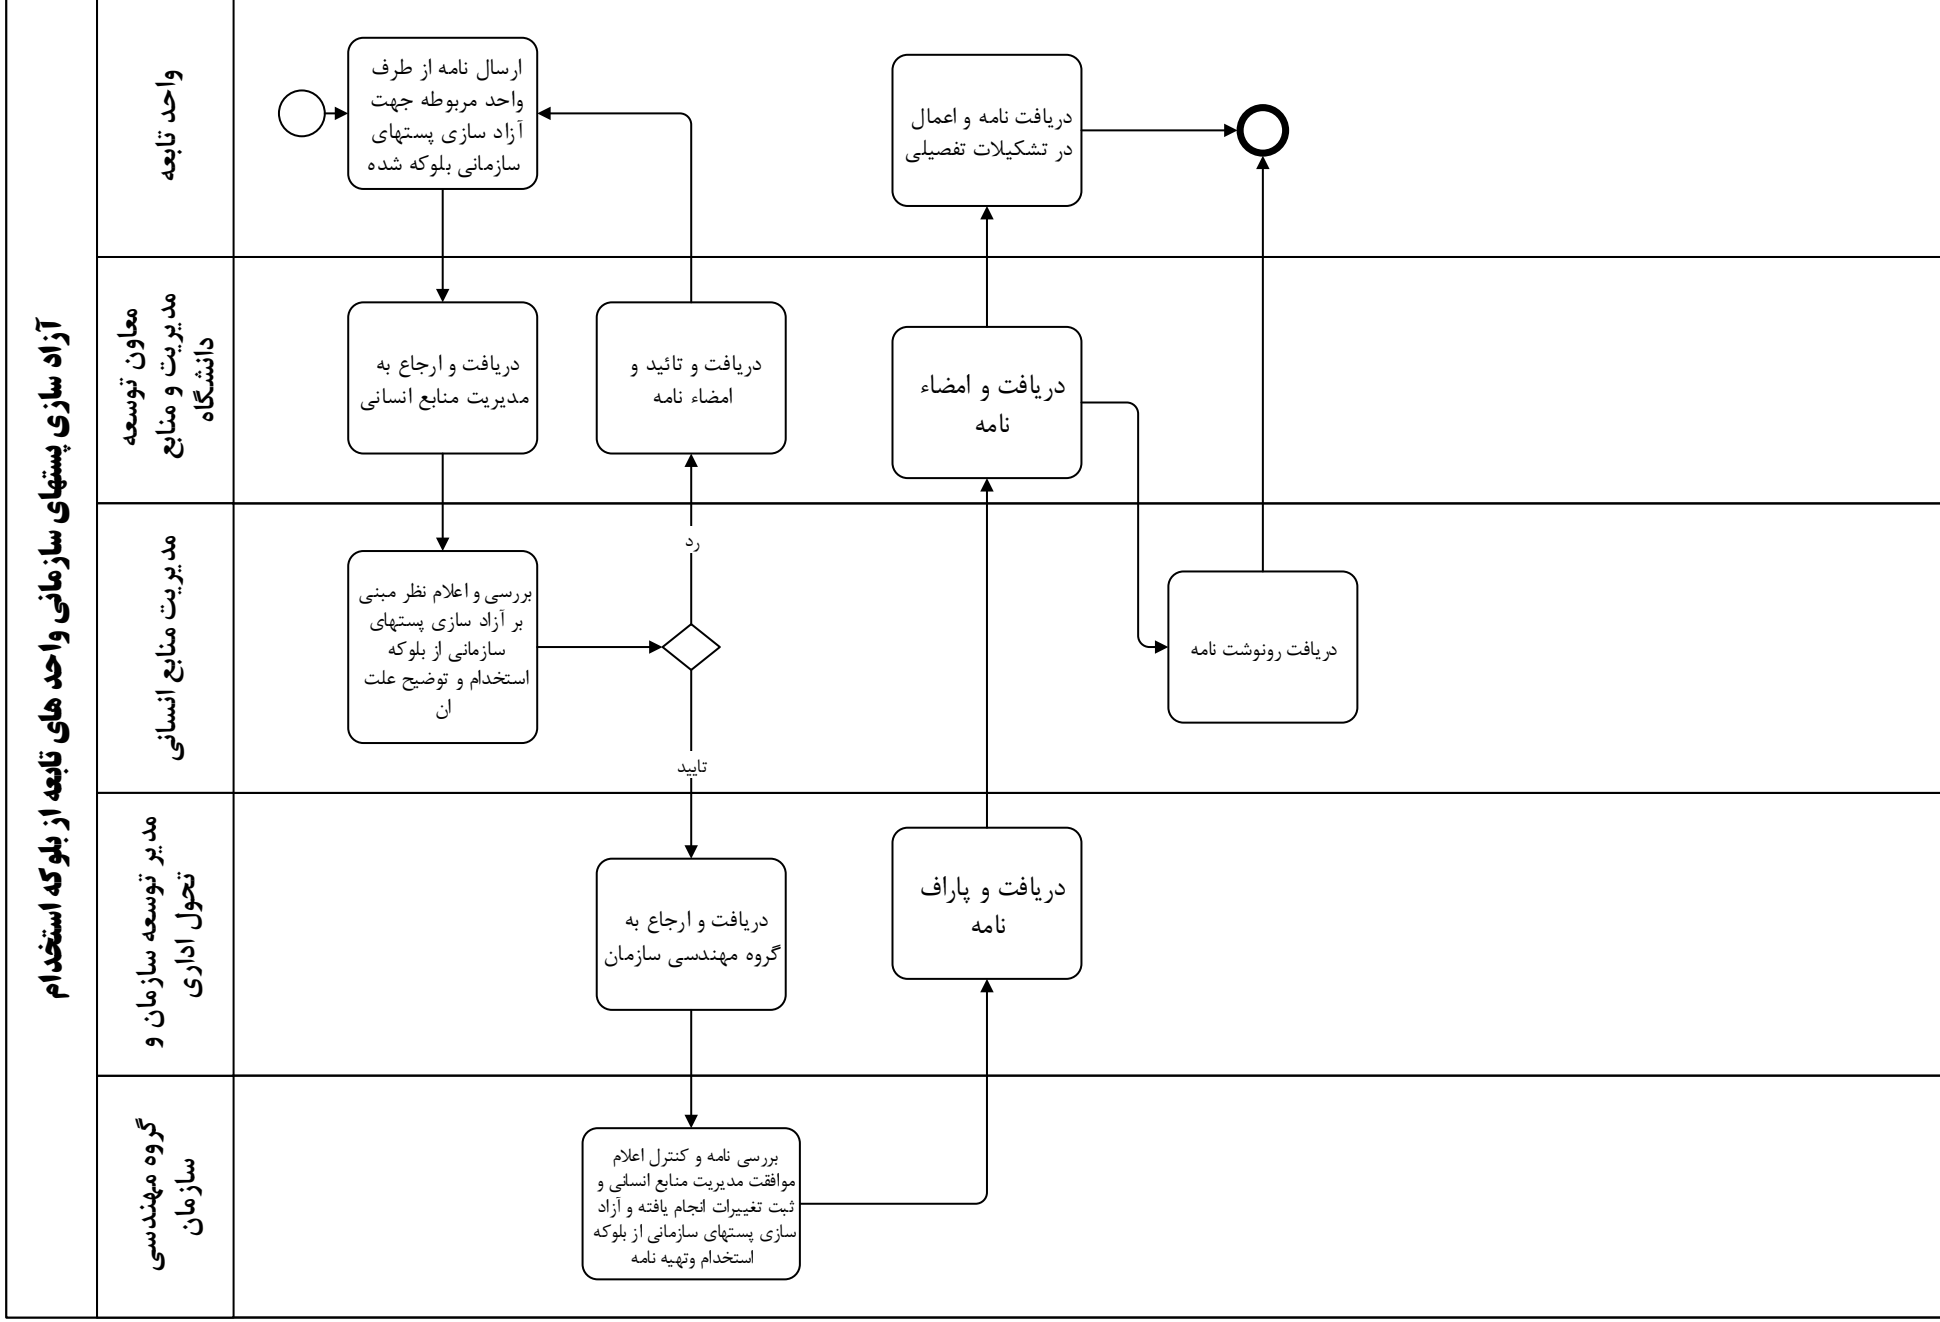 آزاد سازی پستهای سازمانی واحد های تابعه از بلوکه استخدام
واحد تابعه
ارسال نامه از طرف
واحد مربوطه جهت
آزاد سازی پستهای
سازمانی بلوکه شده
دریافت نامه و اعمال
در تشکیلات تفصیلی
معاون توسعه
مدیریت و منابع
دانشگاه
دریافت و ارجاع به
مدیریت منابع انسانی
دریافت و تائید و
امضاء نامه
دریافت و امضاء
نامه
مدیریت منابع انسانی
بررسی و اعلام نظر مبنی
بر آزاد سازی پستهای
سازمانی از بلوکه
استخدام و توضیح علت
ان
رد
تایید
دریافت رونوشت نامه
مدیر توسعه سازمان و
تحول اداری
دریافت و ارجاع به
گروه مهندسی سازمان
دریافت و پاراف
نامه
گروه مهندسی
سازمان
بررسی نامه و کنترل اعلام
موافقت مدیریت منابع انسانی و
ثبت تغییرات انجام یافته و آزاد
سازی پستهای سازمانی از بلوکه
استخدام وتهیه نامه